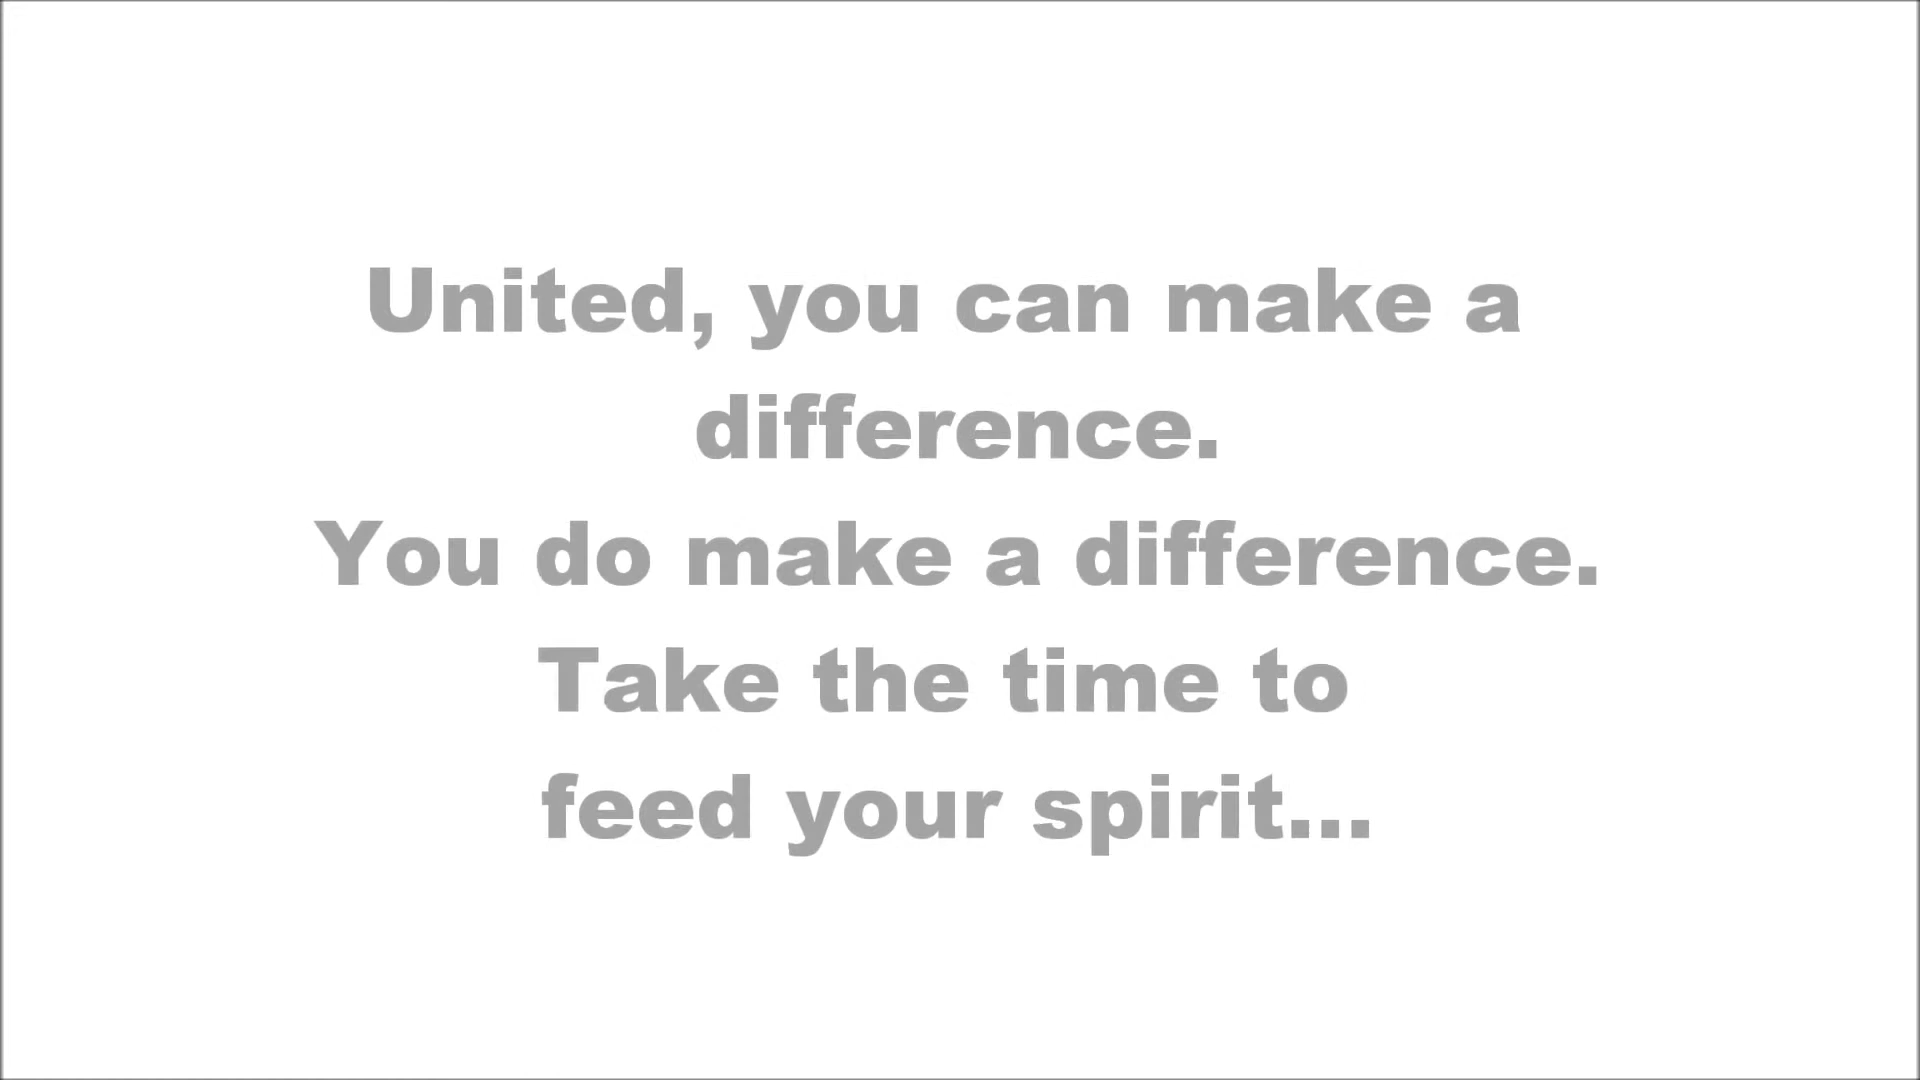 United, you can make a
difference.
You do make a difference.
Take the time to
feed your spirit...